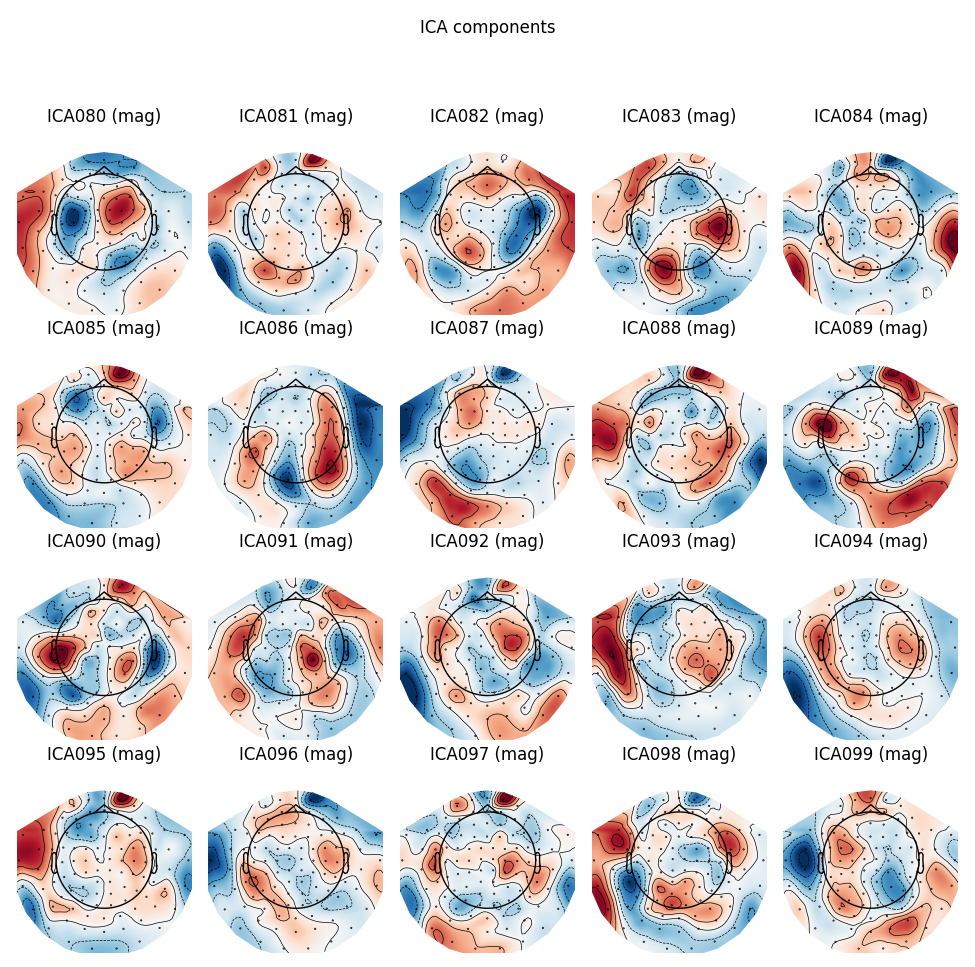 ICA components
ICA080 (mag) ICA081 (mag) ICA082 (mag) ICA083 (mag) ICA084 (mag)
ICA085 (mag) ICA086 (mag) ICA087 (mag) ICA088 (mag) ICA089 (mag)
ICA090 (mag) ICA091 (mag) ICA092 (mag) ICA093 (mag) ICA094 (mag)
ICA095 (mag) ICA096 (mag) ICA097 (mag) ICA098 (mag) ICA099 (mag)